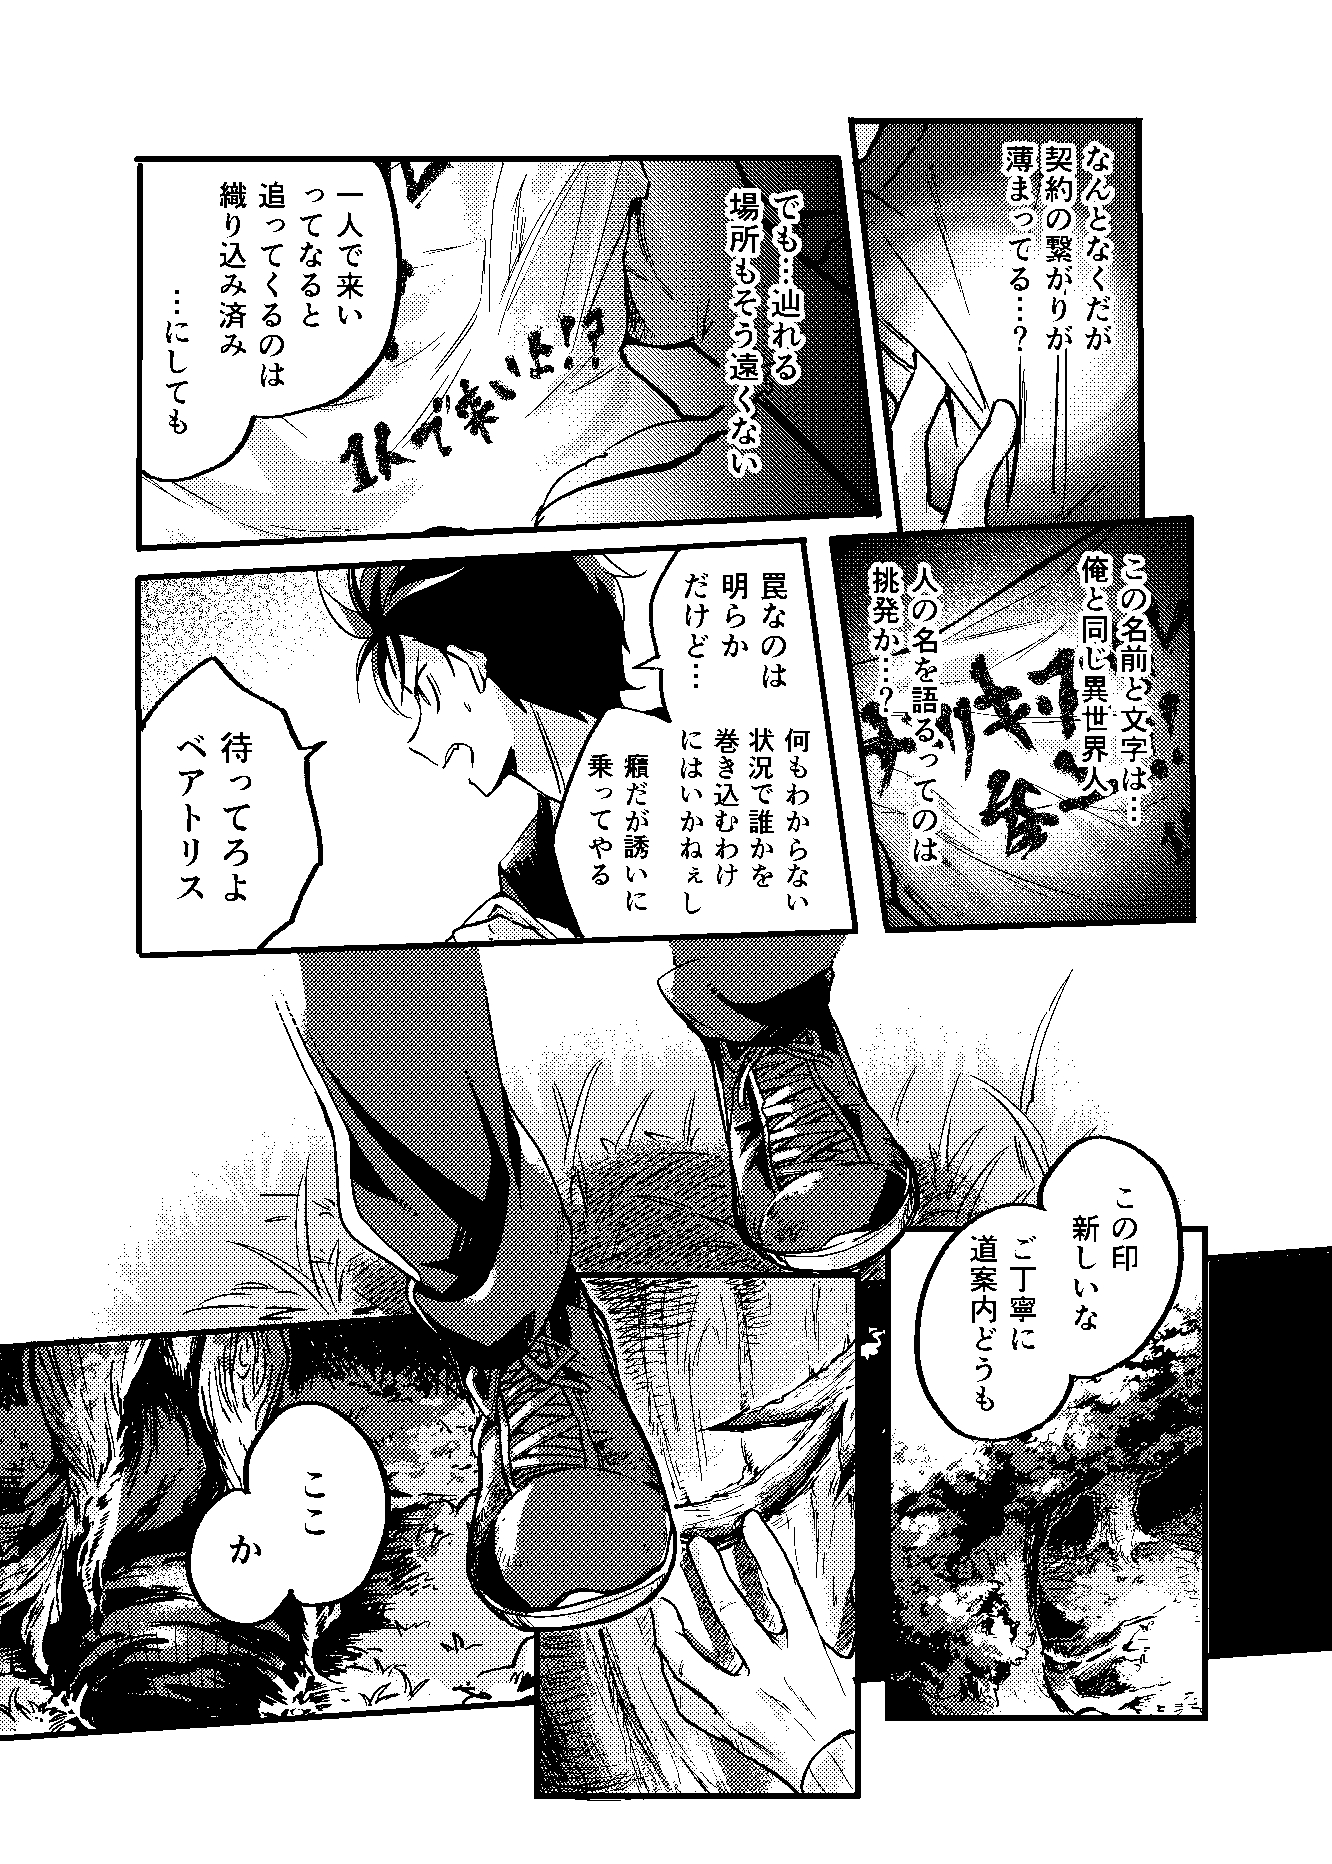 なんとなくだが
契約の繋がりが
薄まってる…?
でも…辿れる
場所もそう遠くない
1人で来いよ!?
一人で来い
ってなると
追ってくるのは
織り込み済み
…にしても
この名前と文字は…
俺と同じ異世界人
人の名を語るってのは
挑発か…?
罠なのは
明らか
だけど…
何もわからない
状況で誰かを
巻き込むわけ
にはいかねぇし
癪だが誘いに
乗ってやる
待ってろよ
ベアトリス
この印
新しいな
ご丁寧に
道案内どうも
ここ
か